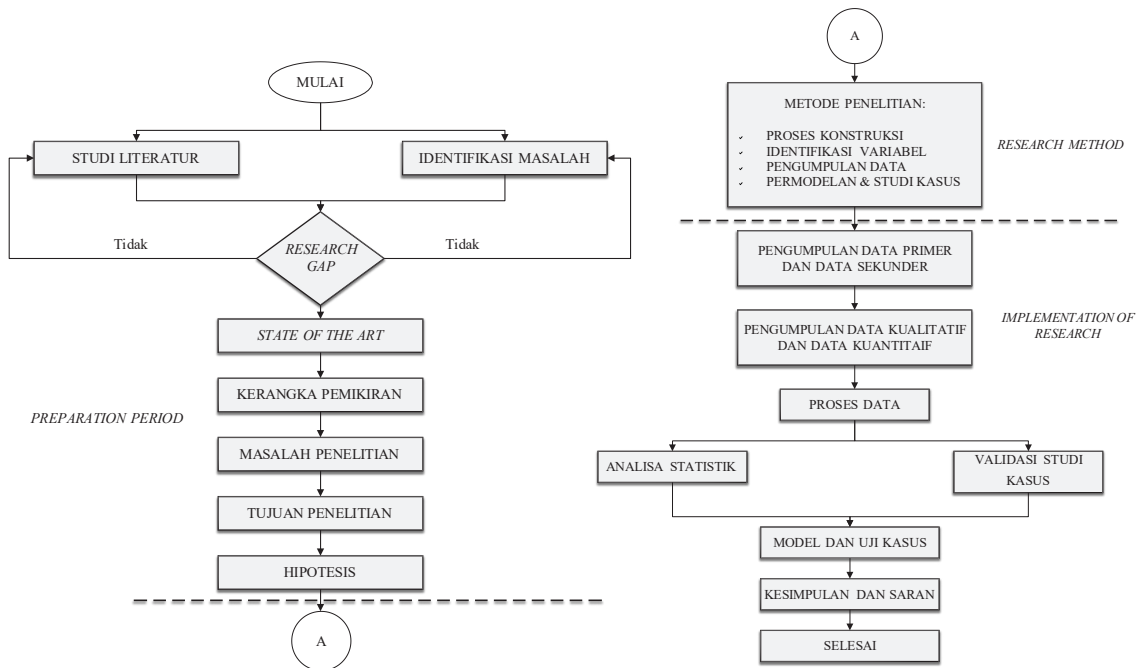 MULAI
STUDI LITERATUR
IDENTIFIKASI MASALAH
Tidak
RESEARCH
GAP
Tidak
STATE OF THE ART
KERANGKA PEMIKIRAN
PREPARATION PERIOD
MASALAH PENELITIAN
TUJUAN PENELITIAN
HIPOTESIS
A
A
METODE PENELITIAN:
✓ PROSES KONSTRUKSI
✓ IDENTIFIKASI VARIABEL
✓ PENGUMPULAN DATA
✓ PERMODELAN & STUDI KASUS
RESEARCH METHOD
PENGUMPULAN DATA PRIMER
DAN DATA SEKUNDER
PENGUMPULAN DATA KUALITATIF
DAN DATA KUANTITAIF
IMPLEMENTATION OF
RESEARCH
PROSES DATA
ANALISA STATISTIK
VALIDASI STUDI
KASUS
MODEL DAN UJI KASUS
KESIMPULAN DAN SARAN
SELESAI